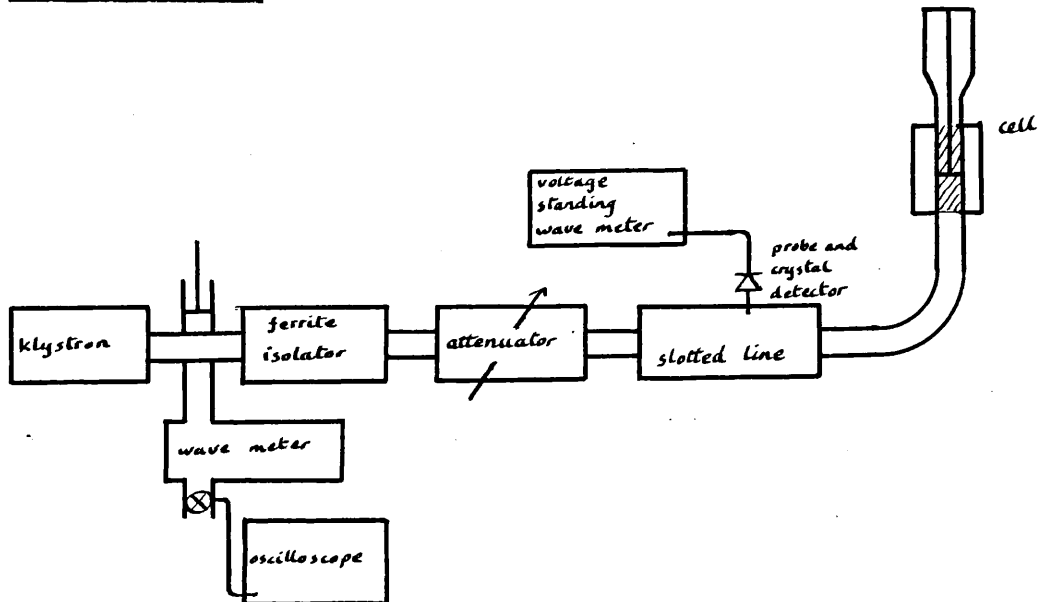 cell
voltage
standing
wave meter
probe and
crystal
detector
klystron
ferrite
isolator
attenuator
slotted line
wave meter
oscilloscope